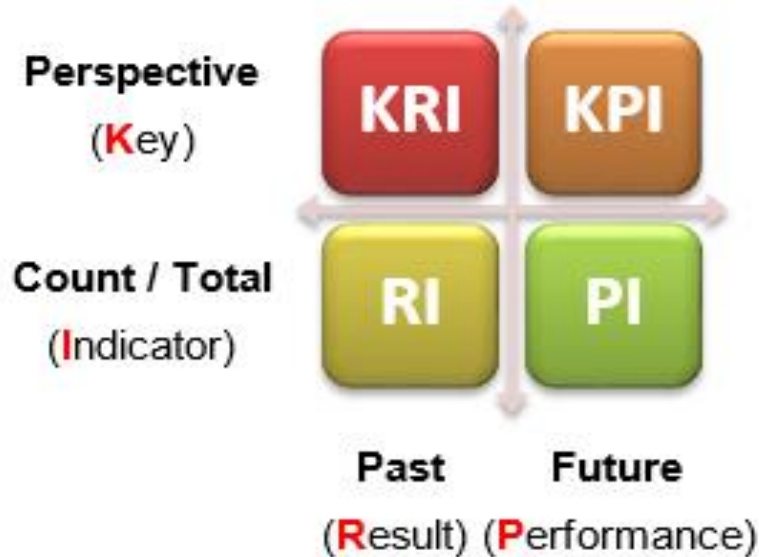 Perspective
(Key)
KRI
KPI
Count / Total
(Indicator)
RI
PI
Past
Future
(Result) (Performance)